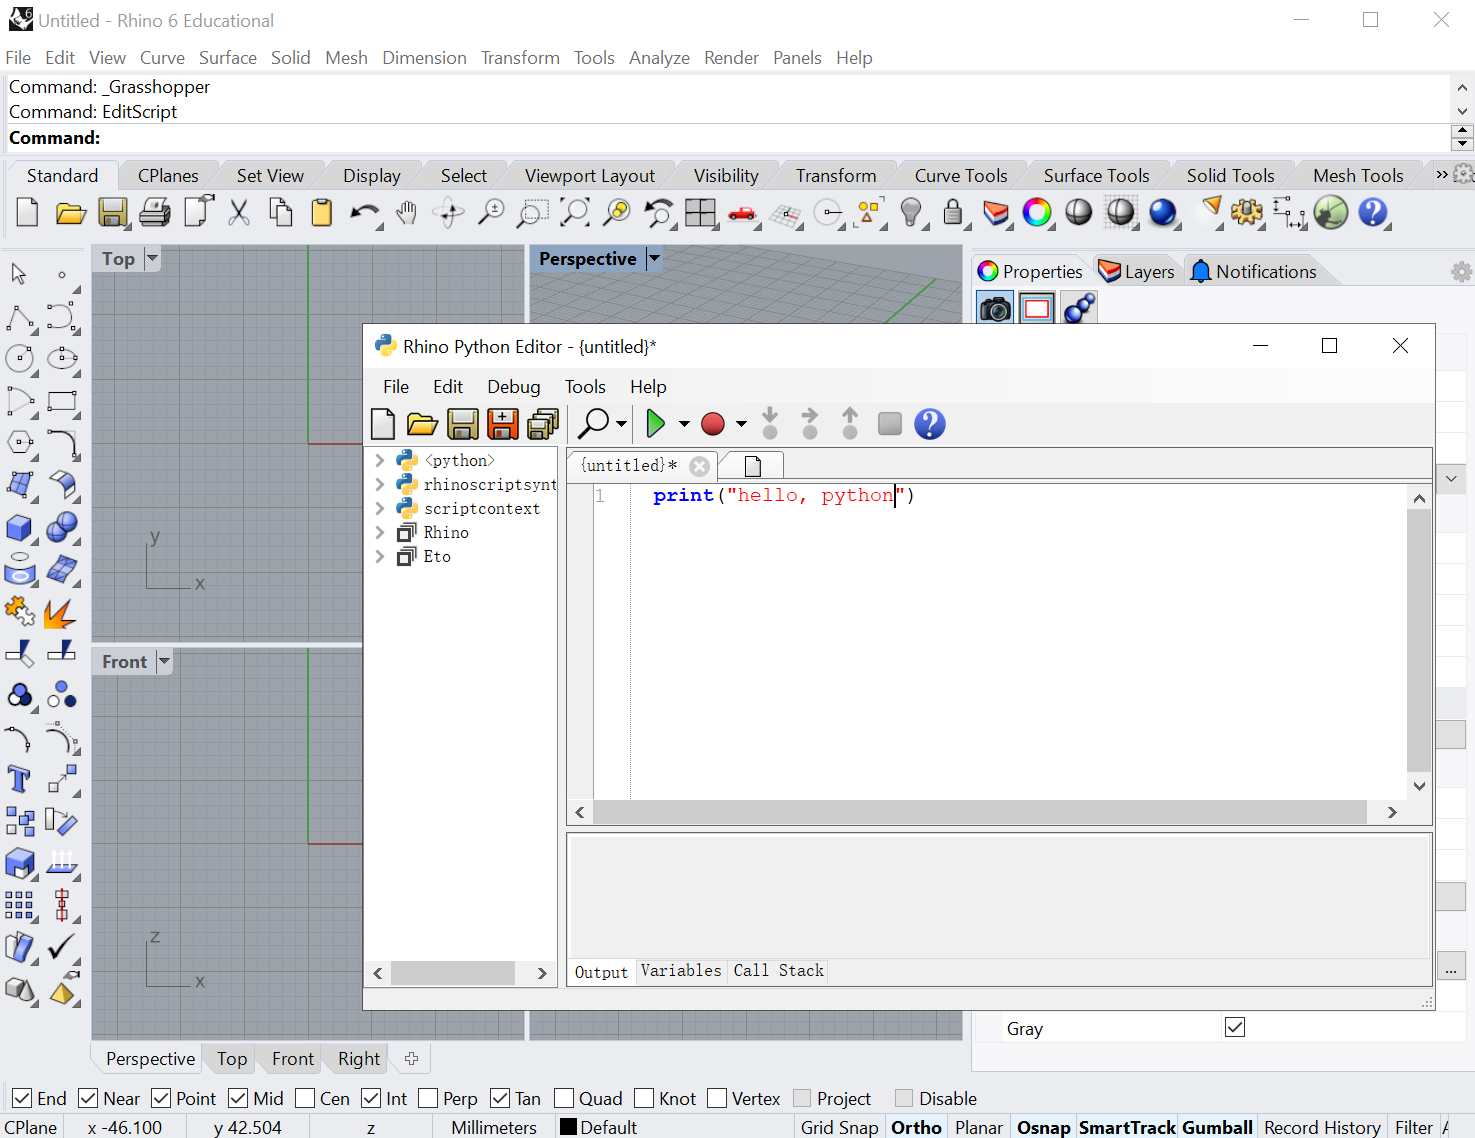 Untitled - Rhino 6 Educational
File Edit View Curve Surface Solid Mesh Dimension Transform Tools Analyze Render Panels Help
Command: _Grasshopper
Command: EditScript
Command:
Standard CPlanes Set View Display Select Viewport Layout Visibility Transform Curve Tools Surface Tools Solid Tools Mesh Tools »
Top
Perspective
Properties Layers Notifications
Rhino Python Editor - {untitled}*
File Edit Debug Tools Help
<python>
rhinoscriptsynt
scriptcontext
Rhino
Eto
{untitled}*
1 print("hello, python")
y
x
Front
z
x
Output Variables Call Stack
...
Gray
Perspective Top Front Right
End Near Point Mid Cen Int Perp Tan Quad Knot Vertex Project Disable
CPlane x -46.100 y 42.504 z Millimeters Default Grid Snap Ortho Planar Osnap SmartTrack Gumball Record History Filter